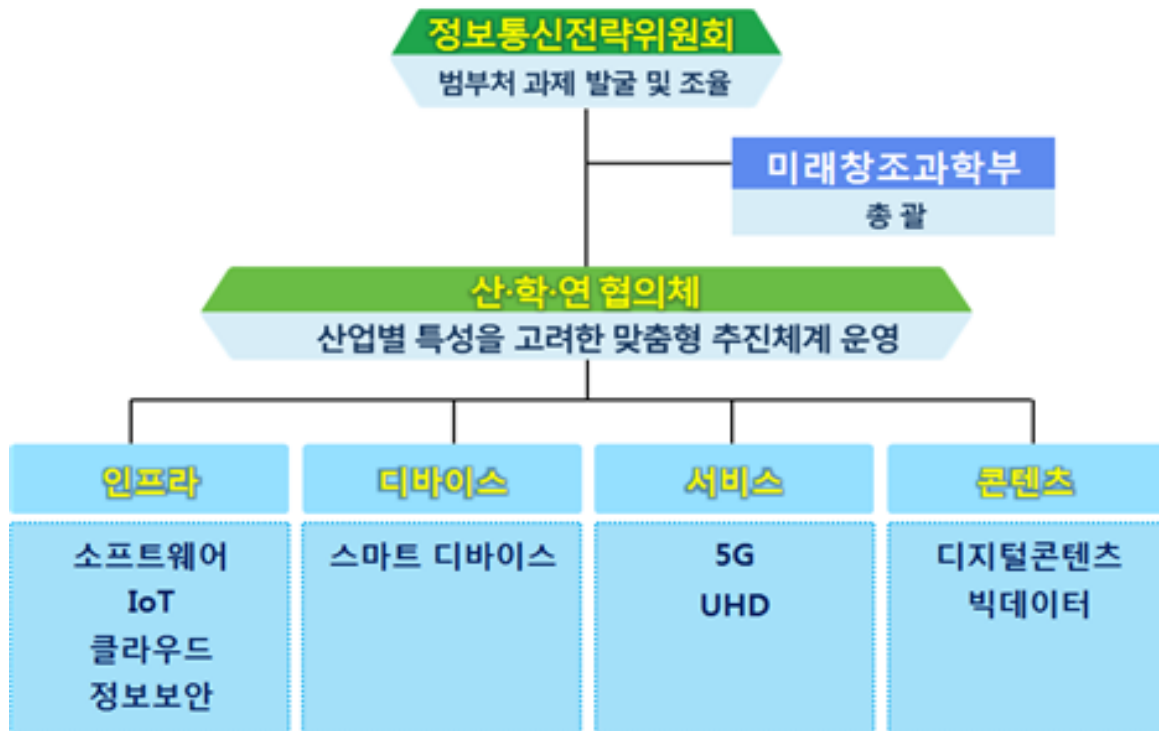 정보통신전략위원회
범부처 과제 발굴 및 조율
미래창조과학부
총 괄
산·학·연 협의체
산업별 특성을 고려한 맞춤형 추진체계 운영
인프라
소프트웨어
IoT
클라우드
정보보안
디바이스
스마트 디바이스
서비스
5G
UHD
콘텐츠
디지털콘텐츠
빅데이터